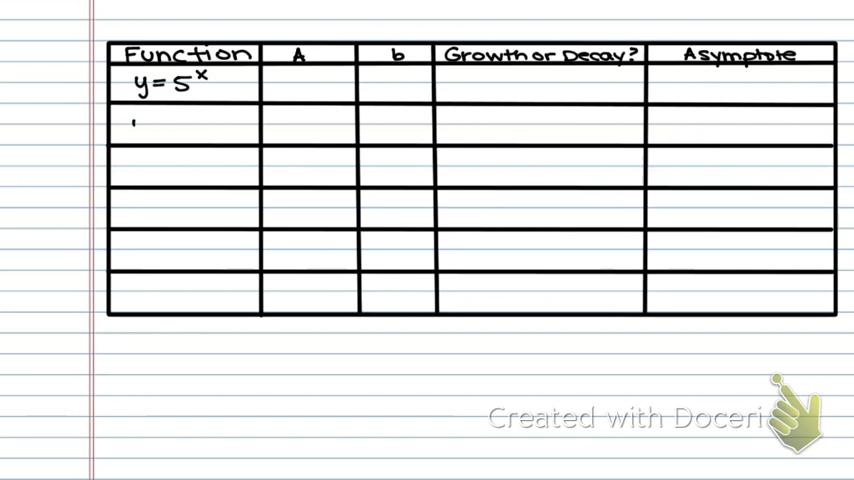 Function A b Growth or Decay? Asymptote
y = 5^x
Created with Doceri